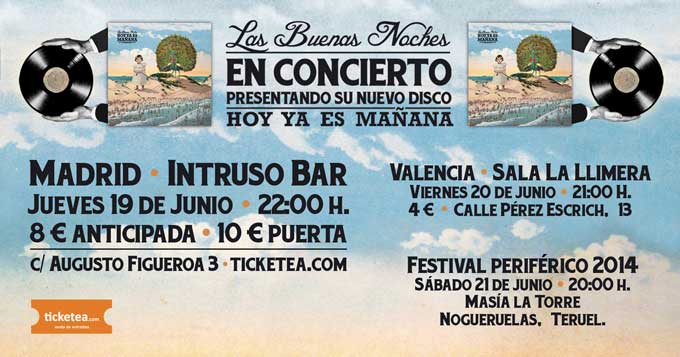 Las Buenas Noches
EN CONCIERTO
PRESENTANDO SU NUEVO DISCO
HOY YA ES MAÑANA
MADRID • INTRUSO BAR
JUEVES 19 DE JUNIO • 22:00 H.
8 € ANTICIPADA • 10 € PUERTA
C/ AUGUSTO FIGUEROA 3 • TICKETEA.COM
VALENCIA • SALA LA LLIMERA
VIERNES 20 DE JUNIO • 21:00 H.
4 € • CALLE PÉREZ ESCRICH, 13
FESTIVAL PERIFÉRICO 2014
SÁBADO 21 DE JUNIO • 20:00 H.
MASÍA LA TORRE
NOGUERUELAS, TERUEL.
ticketea.com
venta de entradas